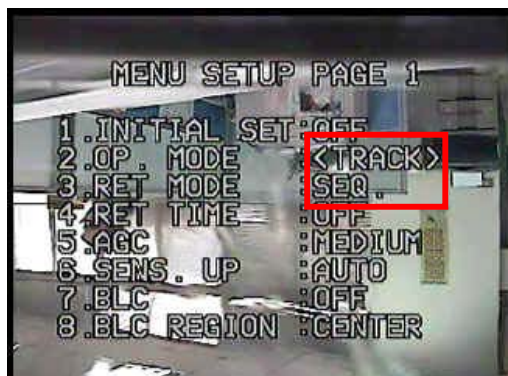 MENU SETUP PAGE 1
1.INITIAL SET:OFF
2.OP. MODE :<TRACK>
3.RET MODE :SEQ.
4.RET TIME :OFF
5.AGC :MEDIUM
6.SENS. UP :AUTO
7.BLC :OFF
8.BLC REGION :CENTER